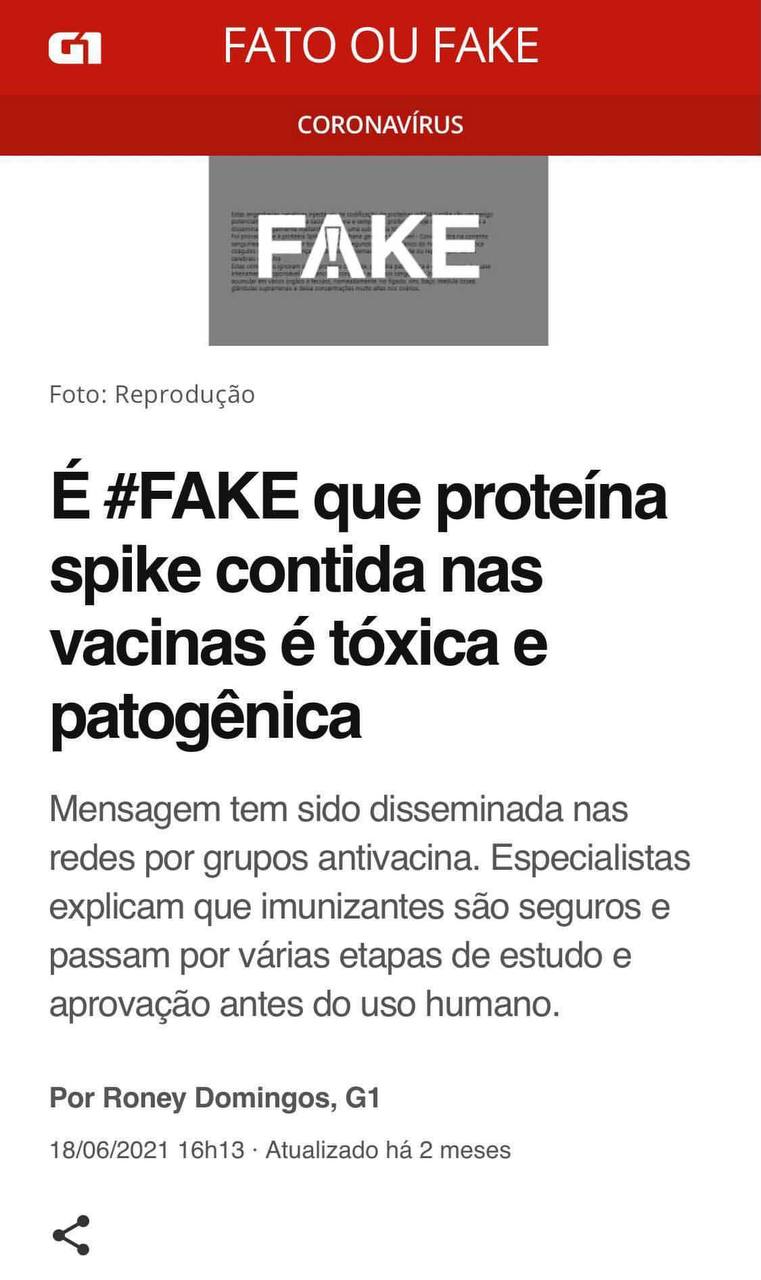 G1
FATO OU FAKE
CORONAVÍRUS
FAKE
Foto: Reprodução
É #FAKE que proteína
spike contida nas
vacinas é tóxica e
patogênica
Mensagem tem sido disseminada nas
redes por grupos antivacina. Especialistas
explicam que imunizantes são seguros e
passam por várias etapas de estudo e
aprovação antes do uso humano.
Por Roney Domingos, G1
18/06/2021 16h13 · Atualizado há 2 meses